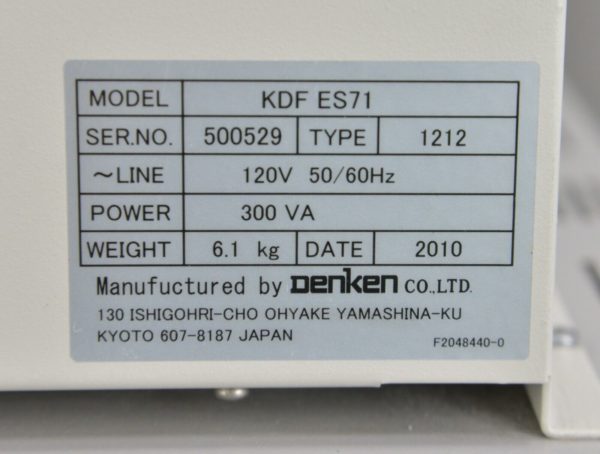 MODEL KDF ES71
SER.NO. 500529 TYPE 1212
~LINE 120V 50/60Hz
POWER 300 VA
WEIGHT 6.1 kg DATE 2010
Manufuctured by Denken CO.,LTD.
130 ISHIGOHRI-CHO OHYAKE YAMASHINA-KU
KYOTO 607-8187 JAPAN
F2048440-0